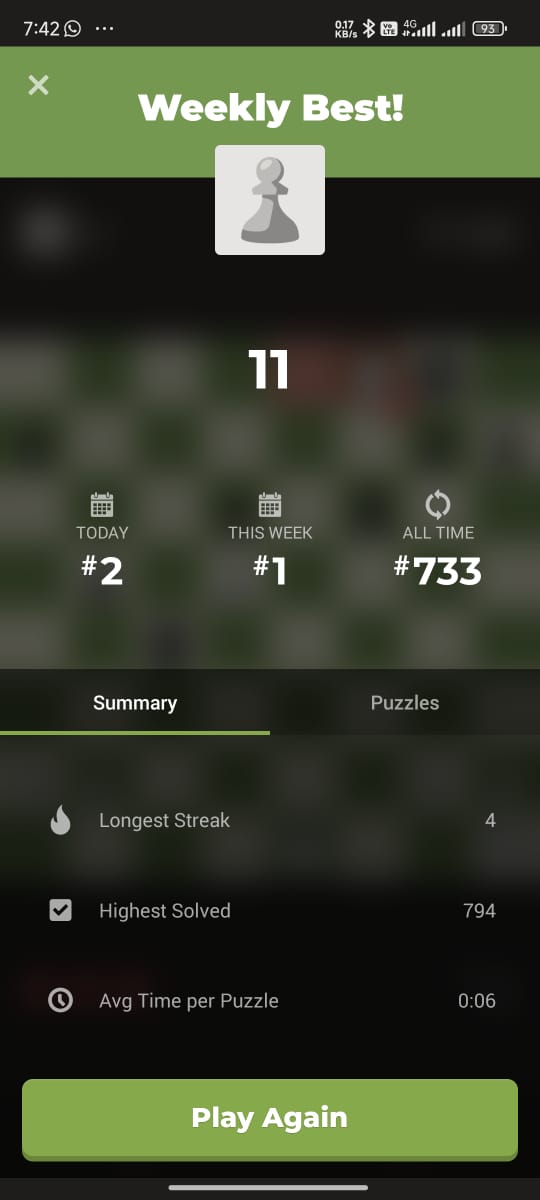 7:42
0.17
KB/s
Vo
LTE
4G
93
Weekly Best!
11
TODAY
THIS WEEK
ALL TIME
#2
#1
#733
Summary
Puzzles
Longest Streak
4
Highest Solved
794
Avg Time per Puzzle
0:06
Play Again